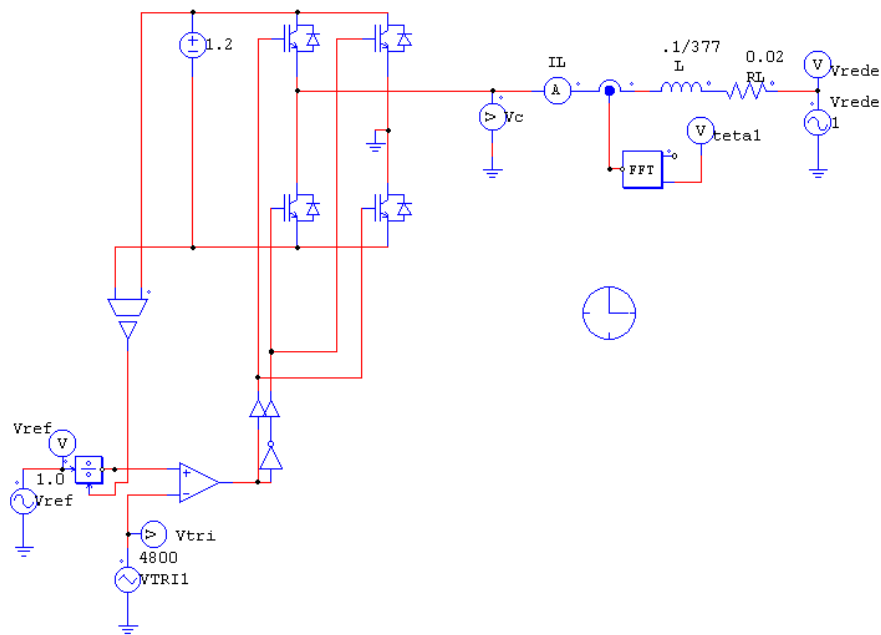 1.2
IL
A
.1/377
L
0.02
RL
V
Vrede
Vrede
1
V
Vc
V
teta1
FFT
Vref
V
1.0
Vref
÷
+
−
V
Vtri
4800
VTRI1